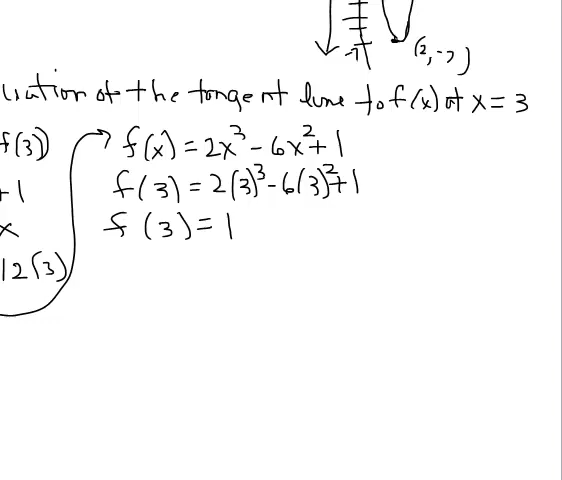 -7
(2,-7)
uation of the tangent line to f(x) at x = 3
f(3))
f(x) = 2x³ - 6x² + 1
+ 1
f(3) = 2(3)³ - 6(3)² + 1
x
f(3) = 1
12(3)